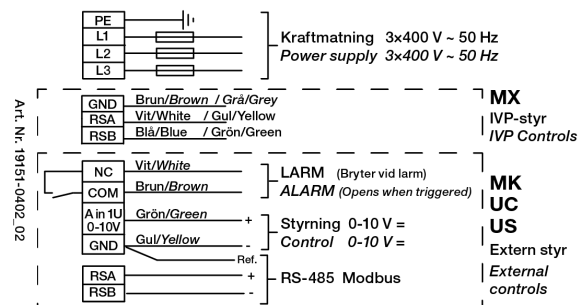 PE
L1
L2
L3
Kraftmatning 3×400 V ~ 50 Hz
Power supply 3×400 V ~ 50 Hz
Art. Nr. 19151-0402_02
GND Brun/Brown / Grå/Grey
RSA Vit/White / Gul/Yellow
RSB Blå/Blue / Grön/Green
MX
IVP-styr
IVP Controls
NC Vit/White
COM Brun/Brown
LARM (Bryter vid larm)
ALARM (Opens when triggered)
A in 1U
0-10V
Grön/Green +
GND Gul/Yellow -
Styrning 0-10 V =
Control 0-10 V =
Ref.
RSA +
RSB -
RS-485 Modbus
MK
UC
US
Extern styr
External
controls